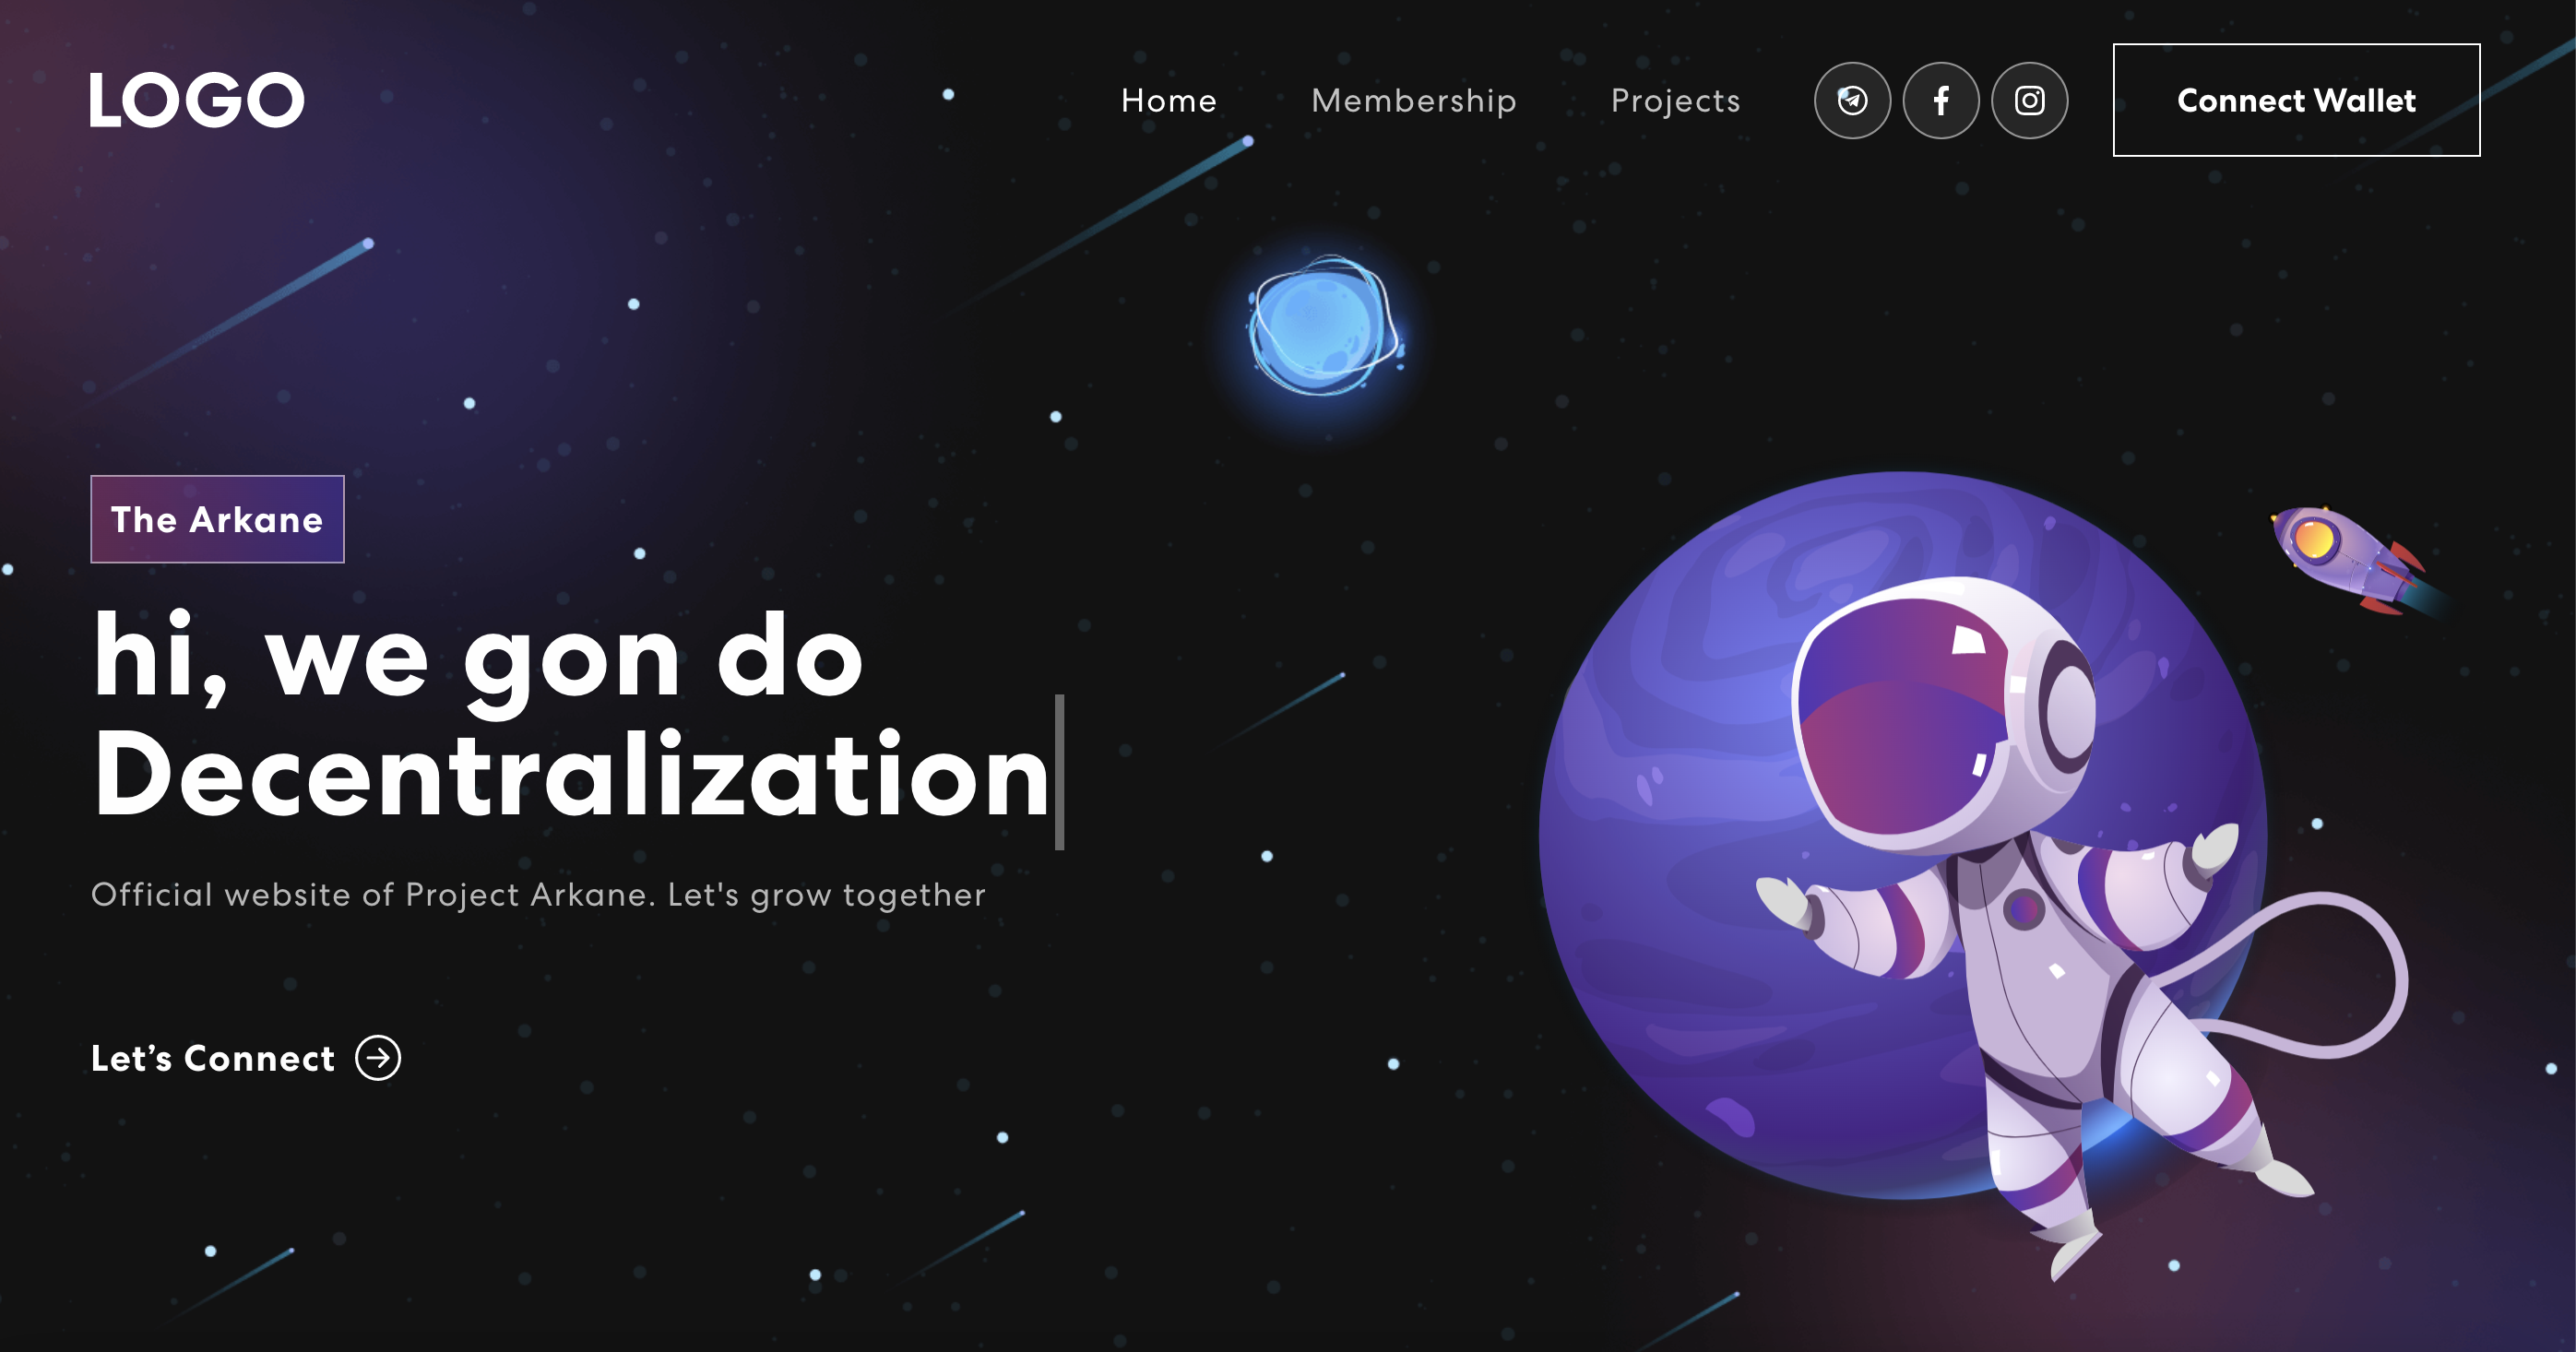 LOGO
Home
Membership
Projects
Connect Wallet
The Arkane
hi, we gon do
Decentralization
Official website of Project Arkane. Let's grow together
Let’s Connect